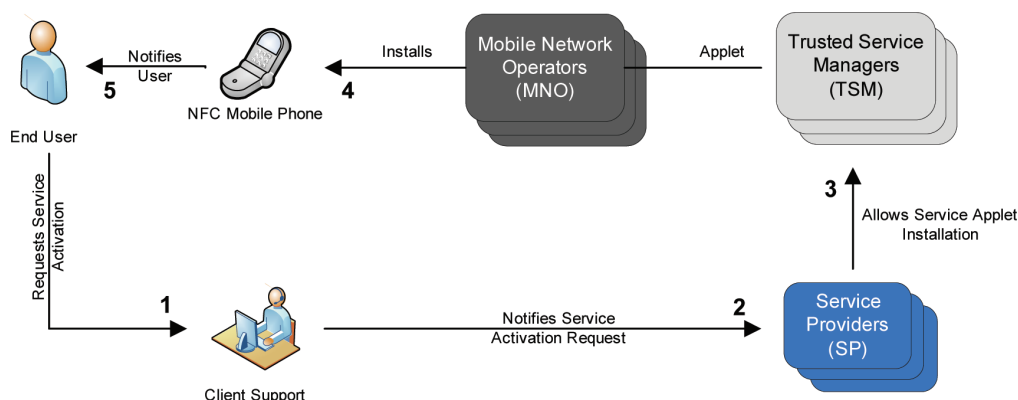 Notifies
User
5
End User
NFC Mobile Phone
Installs
4
Mobile Network
Operators
(MNO)
Applet
Trusted Service
Managers
(TSM)
3
Allows Service Applet
Installation
Requests Service
Activation
1
Client Support
Notifies Service
Activation Request
2
Service
Providers
(SP)